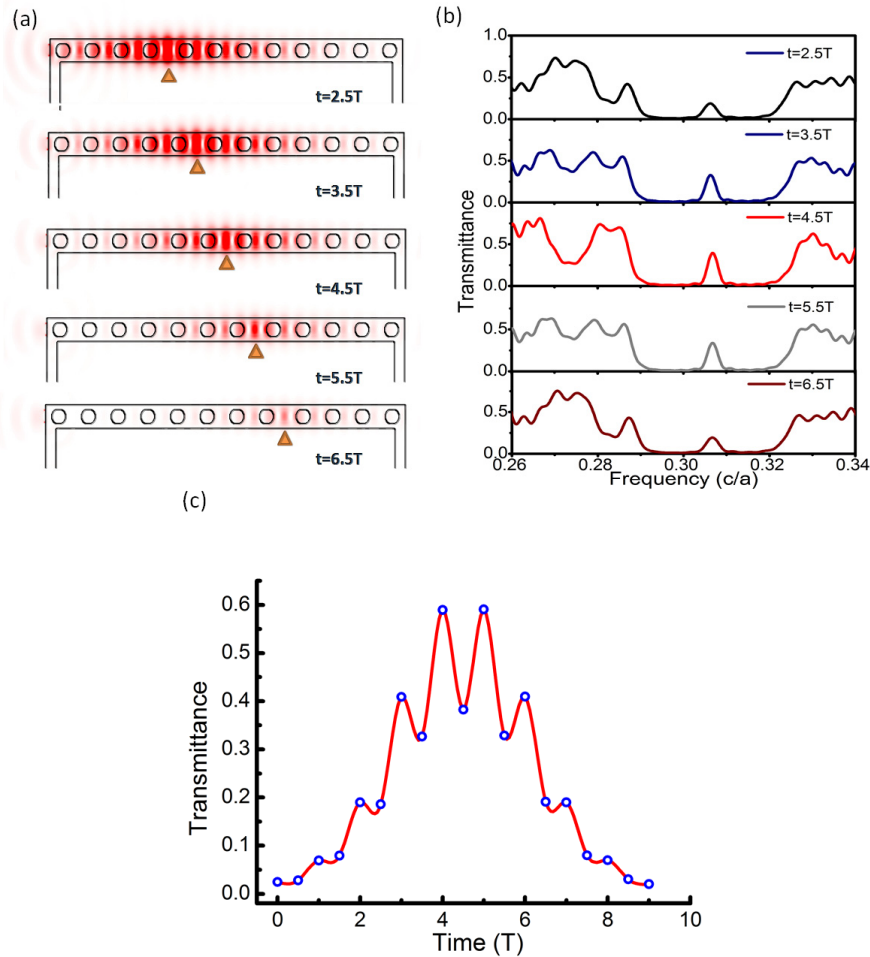 (a)
t=2.5T
t=3.5T
t=4.5T
t=5.5T
t=6.5T
(b)
Transmittance
1.0
0.5
0.0
t=2.5T
0.5
0.0
t=3.5T
0.5
0.0
t=4.5T
0.5
0.0
t=5.5T
0.5
0.0
t=6.5T
0.26 0.28 0.30 0.32 0.34
Frequency (c/a)
(c)
Transmittance
0.6
0.5
0.4
0.3
0.2
0.1
0.0
0 2 4 6 8 10
Time (T)